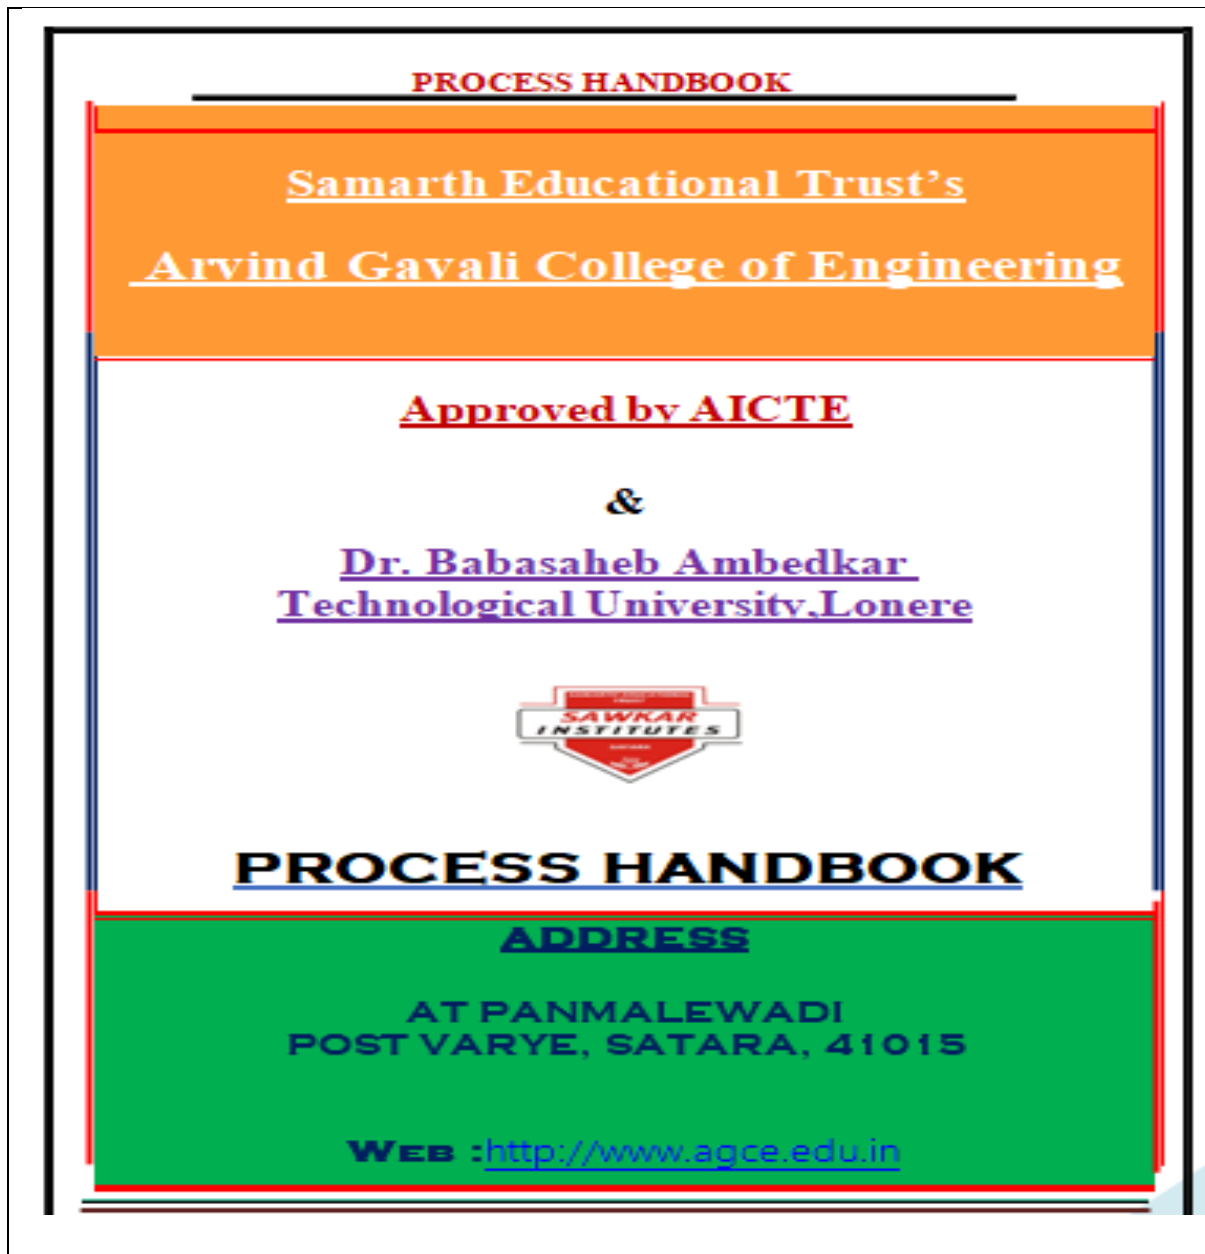 PROCESS HANDBOOK
Samarth Educational Trust’s
Arvind Gavali College of Engineering
Approved by AICTE
&
Dr. Babasaheb Ambedkar
Technological University,Lonere
SAWKAR
INSTITUTES
SATARA
PROCESS HANDBOOK
ADDRESS
AT PANMALEWADI
POST VARYE, SATARA, 41015
WEB :http://www.agce.edu.in